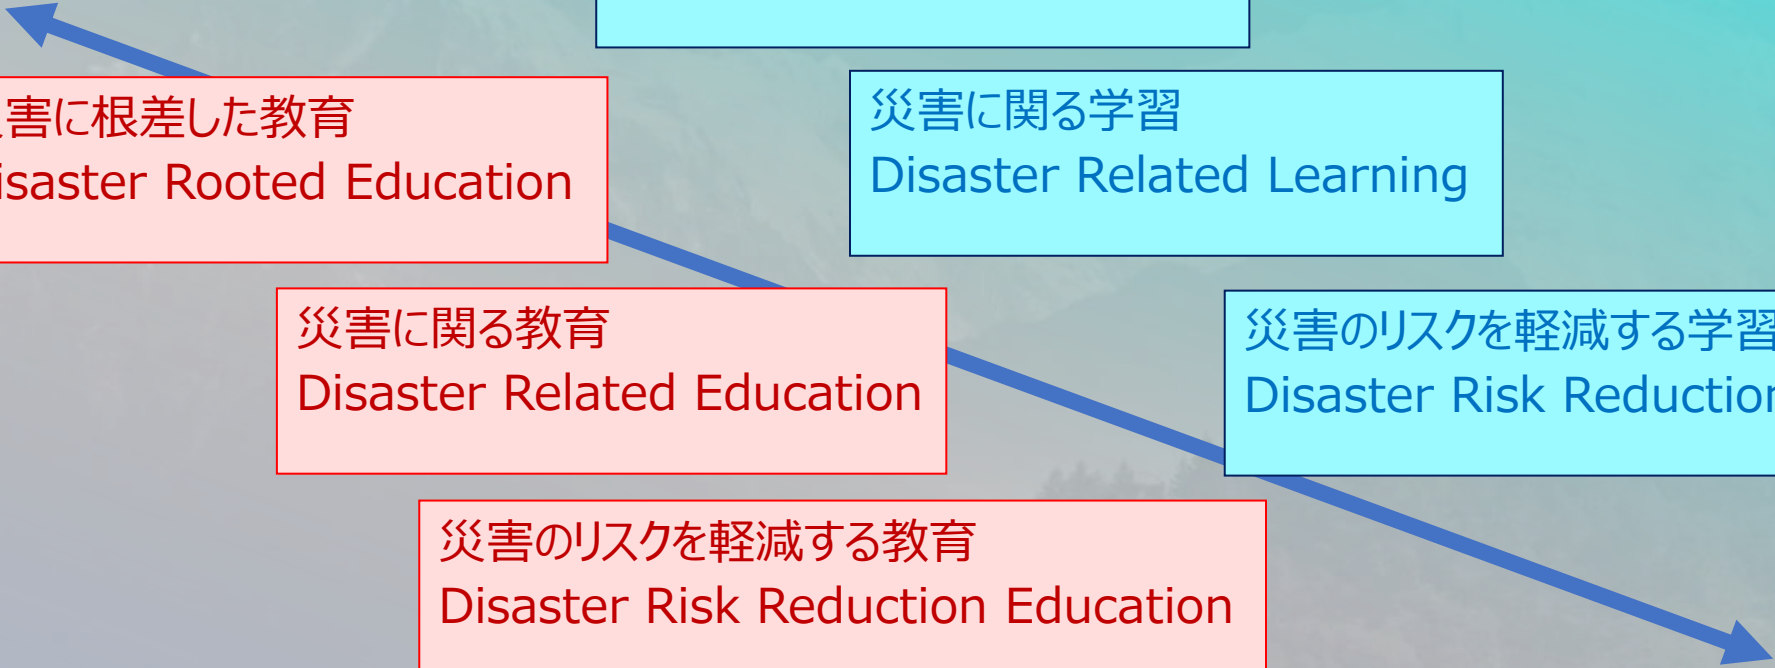 害に根差した教育
isaster Rooted Education
災害に関る学習
Disaster Related Learning
災害に関る教育
Disaster Related Education
災害のリスクを軽減する学習
Disaster Risk Reduction
災害のリスクを軽減する教育
Disaster Risk Reduction Education